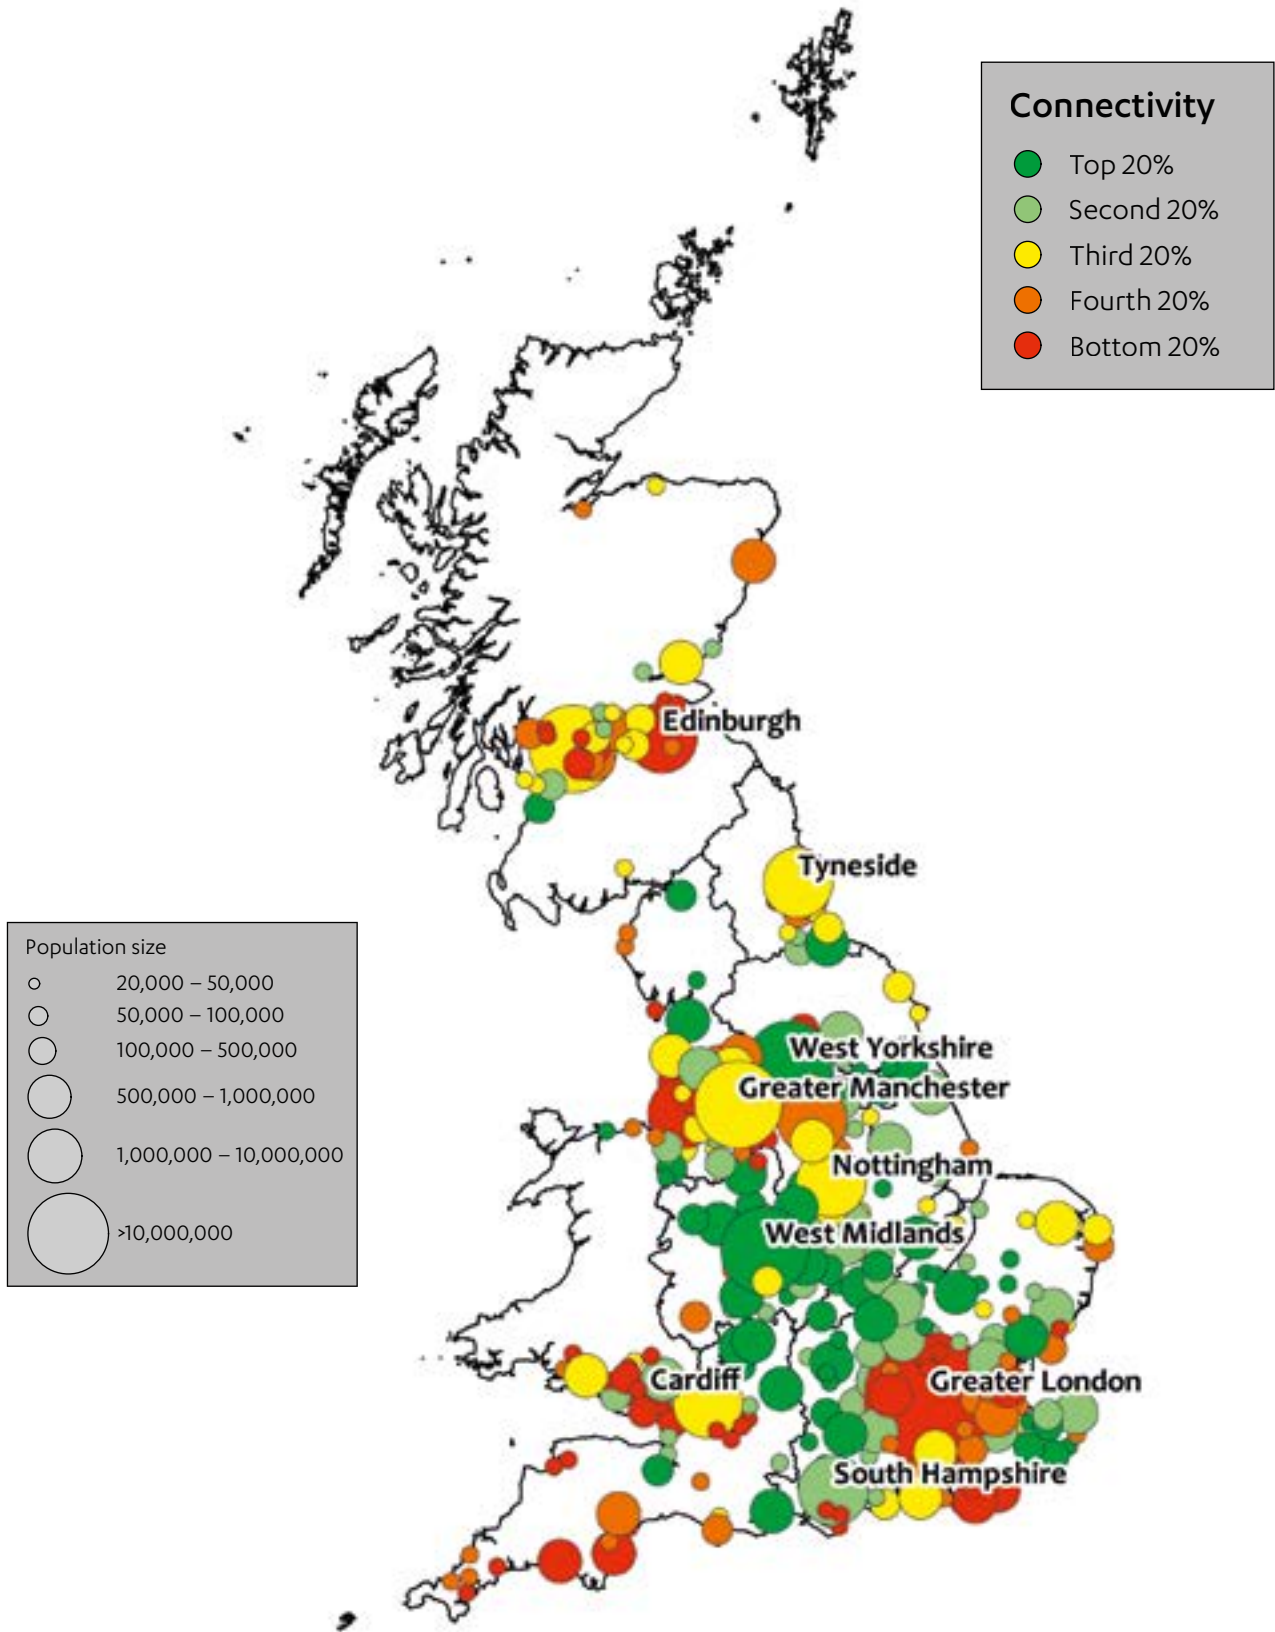 Connectivity
Top 20%
Second 20%
Third 20%
Fourth 20%
Bottom 20%
Edinburgh
Tyneside
Population size
20,000 – 50,000
50,000 – 100,000
100,000 – 500,000
500,000 – 1,000,000
1,000,000 – 10,000,000
>10,000,000
West Yorkshire
Greater Manchester
Nottingham
West Midlands
Cardiff
Greater London
South Hampshire